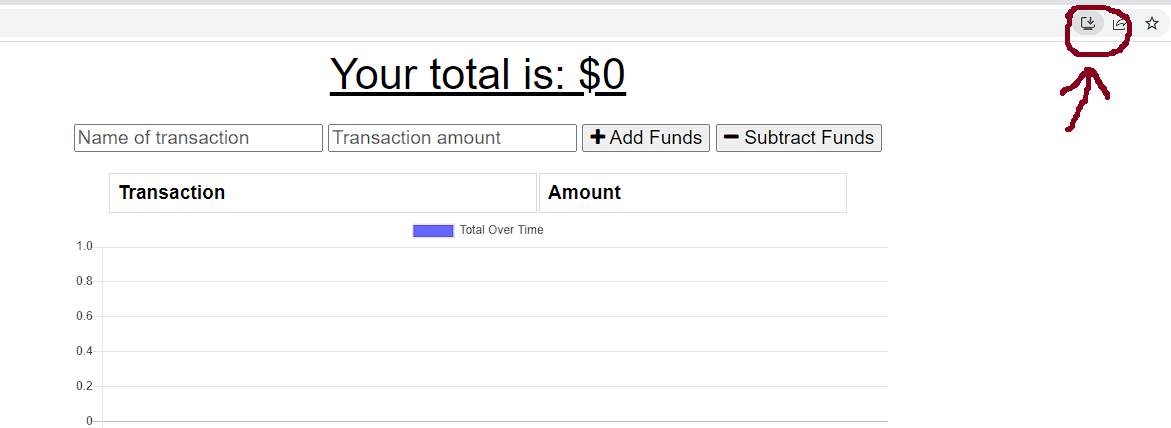 Your total is: $0
Name of transaction Transaction amount Add Funds Subtract Funds
Transaction Amount
Total Over Time
1.0
0.8
0.6
0.4
0.2
0